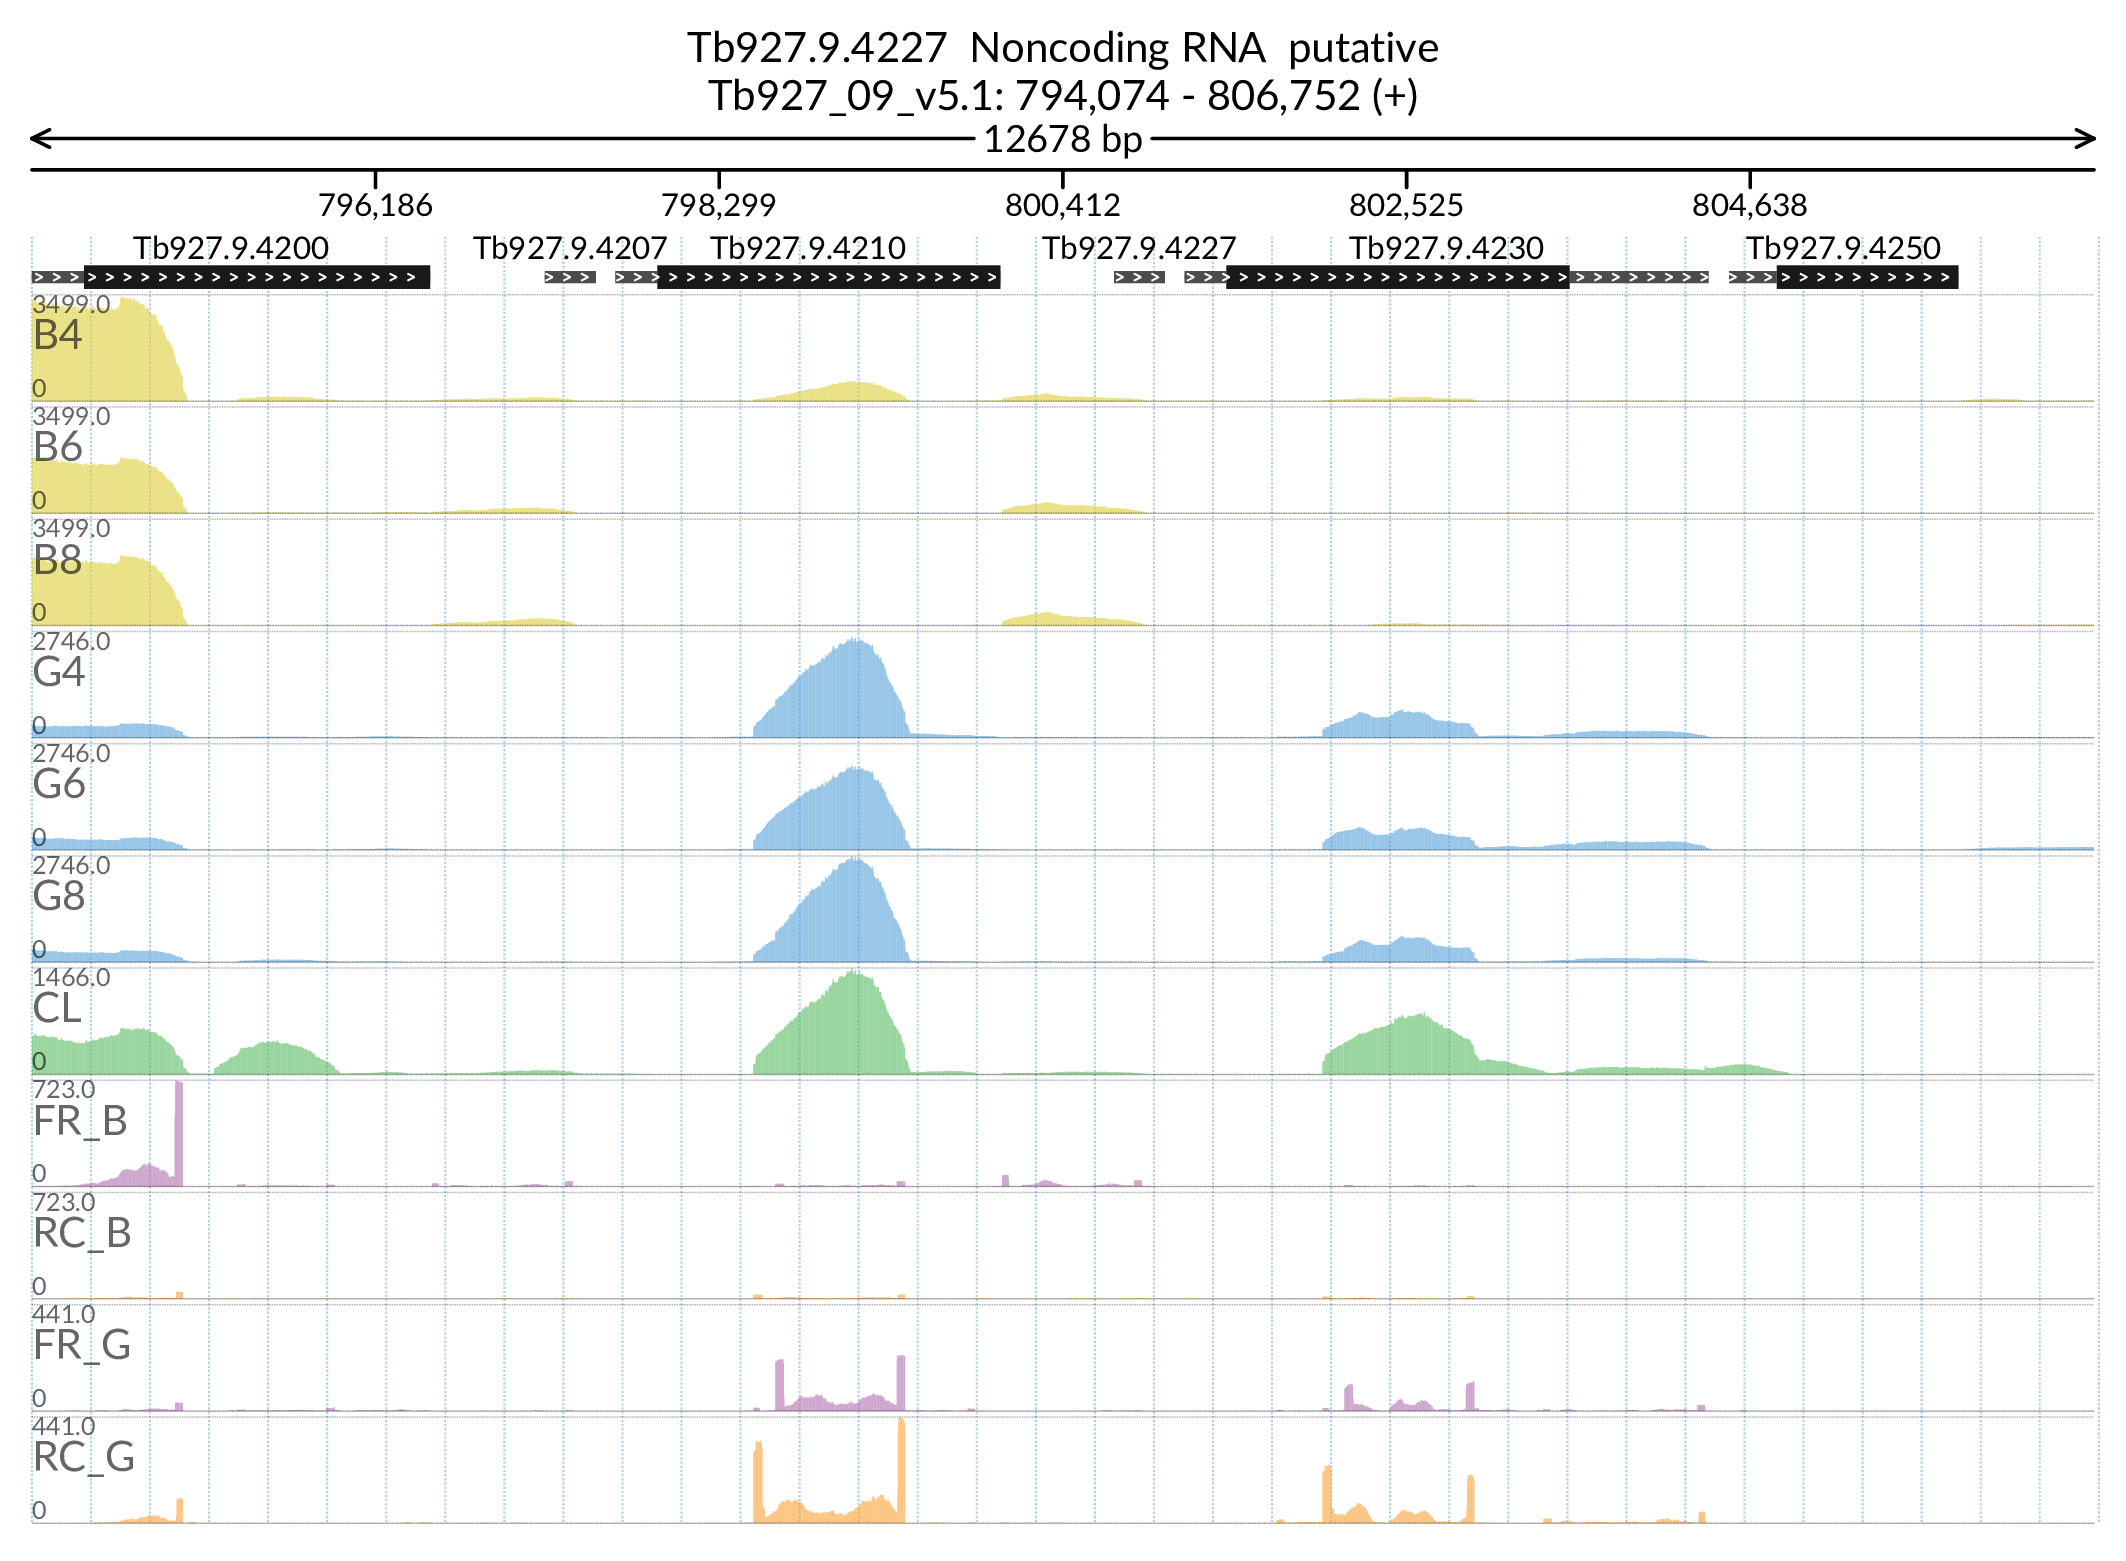 Tb927.9.4227  Noncoding RNA  putative
Tb927_09_v5.1: 794,074 - 806,752 (+)
12678 bp
796,186 798,299 800,412 802,525 804,638
Tb927.9.4200 Tb927.9.4207 Tb927.9.4210 Tb927.9.4227 Tb927.9.4230 Tb927.9.4250
3499.0
B4
0
3499.0
B6
0
3499.0
B8
0
2746.0
G4
0
2746.0
G6
0
2746.0
G8
0
1466.0
CL
0
723.0
FR_B
0
723.0
RC_B
0
441.0
FR_G
0
441.0
RC_G
0